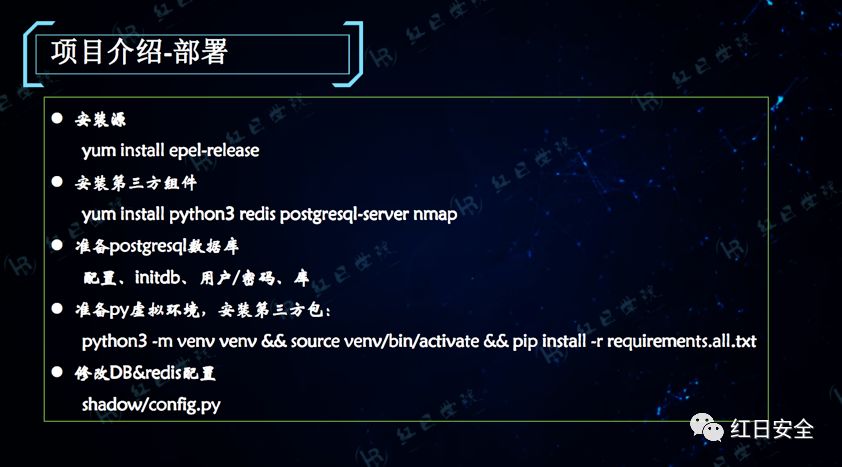 项目介绍-部署
● 安装源
yum install epel-release
● 安装第三方组件
yum install python3 redis postgresql-server nmap
● 准备postgresql数据库
配置、initdb、用户/密码、库
● 准备py虚拟环境，安装第三方包：
python3 -m venv venv && source venv/bin/activate && pip install -r requirements.all.txt
● 修改DB&redis配置
shadow/config.py
红日安全